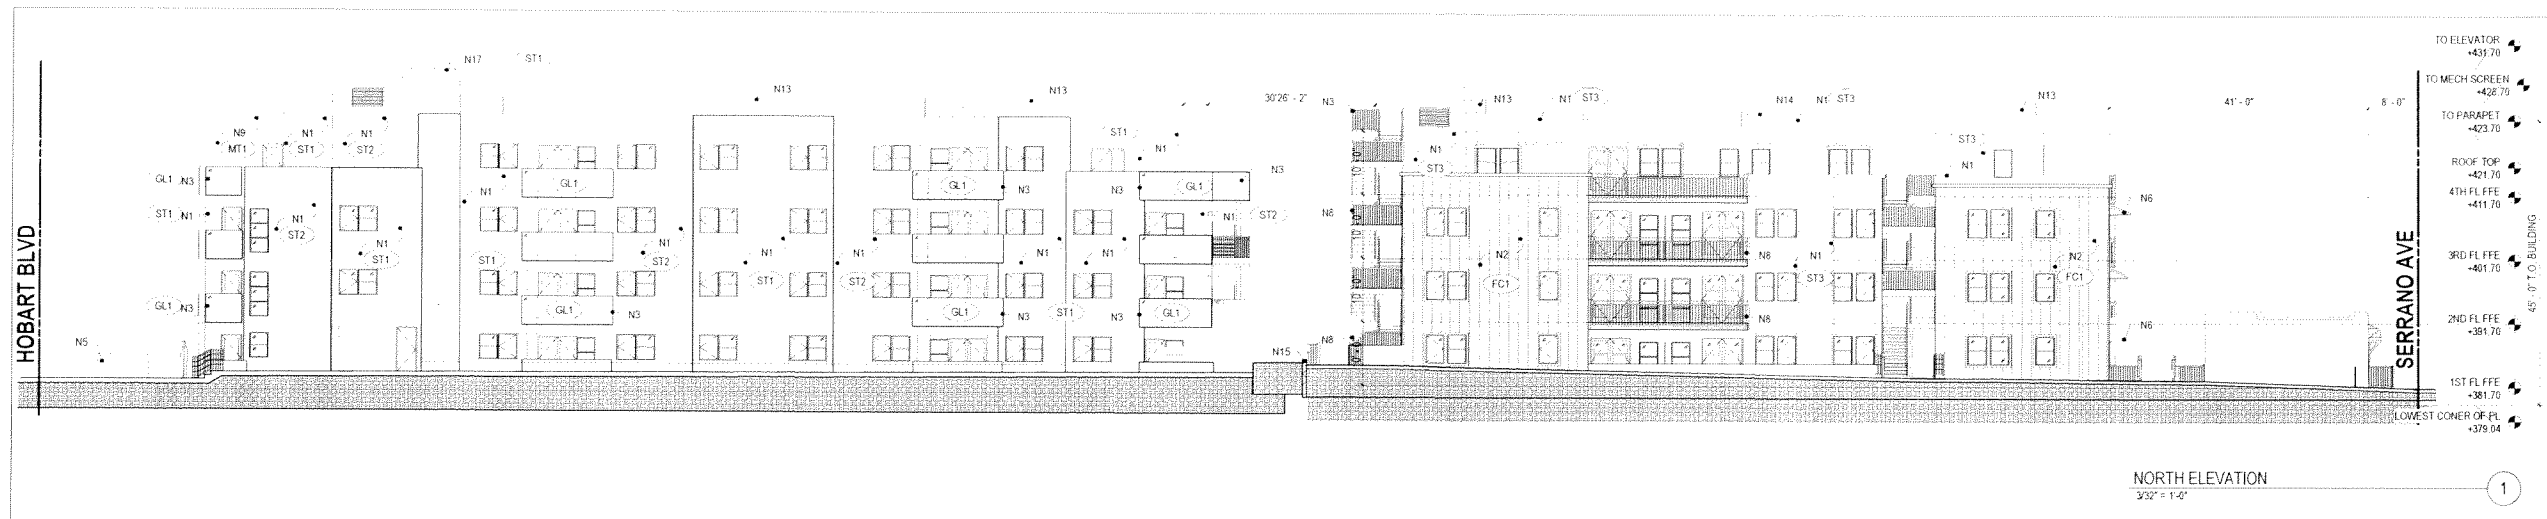 HOBART BLVD
N17
ST1
N13
N13
30'26' - 2"
N3
N13
N1
ST3
N14
N1
ST3
N13
41' - 0"
8' - 0"
N9
MT1
N1
ST1
N1
ST2
ST1
N1
N1
ST3
ST3
N1
GL1
N3
N1
GL1
GL1
N3
N3
GL1
N3
ST1
N1
N1
ST2
N1
ST2
N8
N6
N1
ST1
ST1
N1
ST2
N1
ST1
N1
ST2
N1
N1
N2
FC1
N8
N1
ST3
N2
FC1
GL1
N3
GL1
N3
GL1
N3
ST1
N3
GL1
N8
N6
N5
N15
N8
SERRANO AVE
TO ELEVATOR
+431.70
TO MECH SCREEN
+428.70
TO PARAPET
+423.70
ROOF TOP
+421.70
4TH FL FFE
+411.70
3RD FL FFE
+401.70
2ND FL FFE
+391.70
1ST FL FFE
+381.70
LOWEST CONER OF PL
+379.04
45' - 0" T.O. BUILDING
NORTH ELEVATION
3/32" = 1'-0"
1